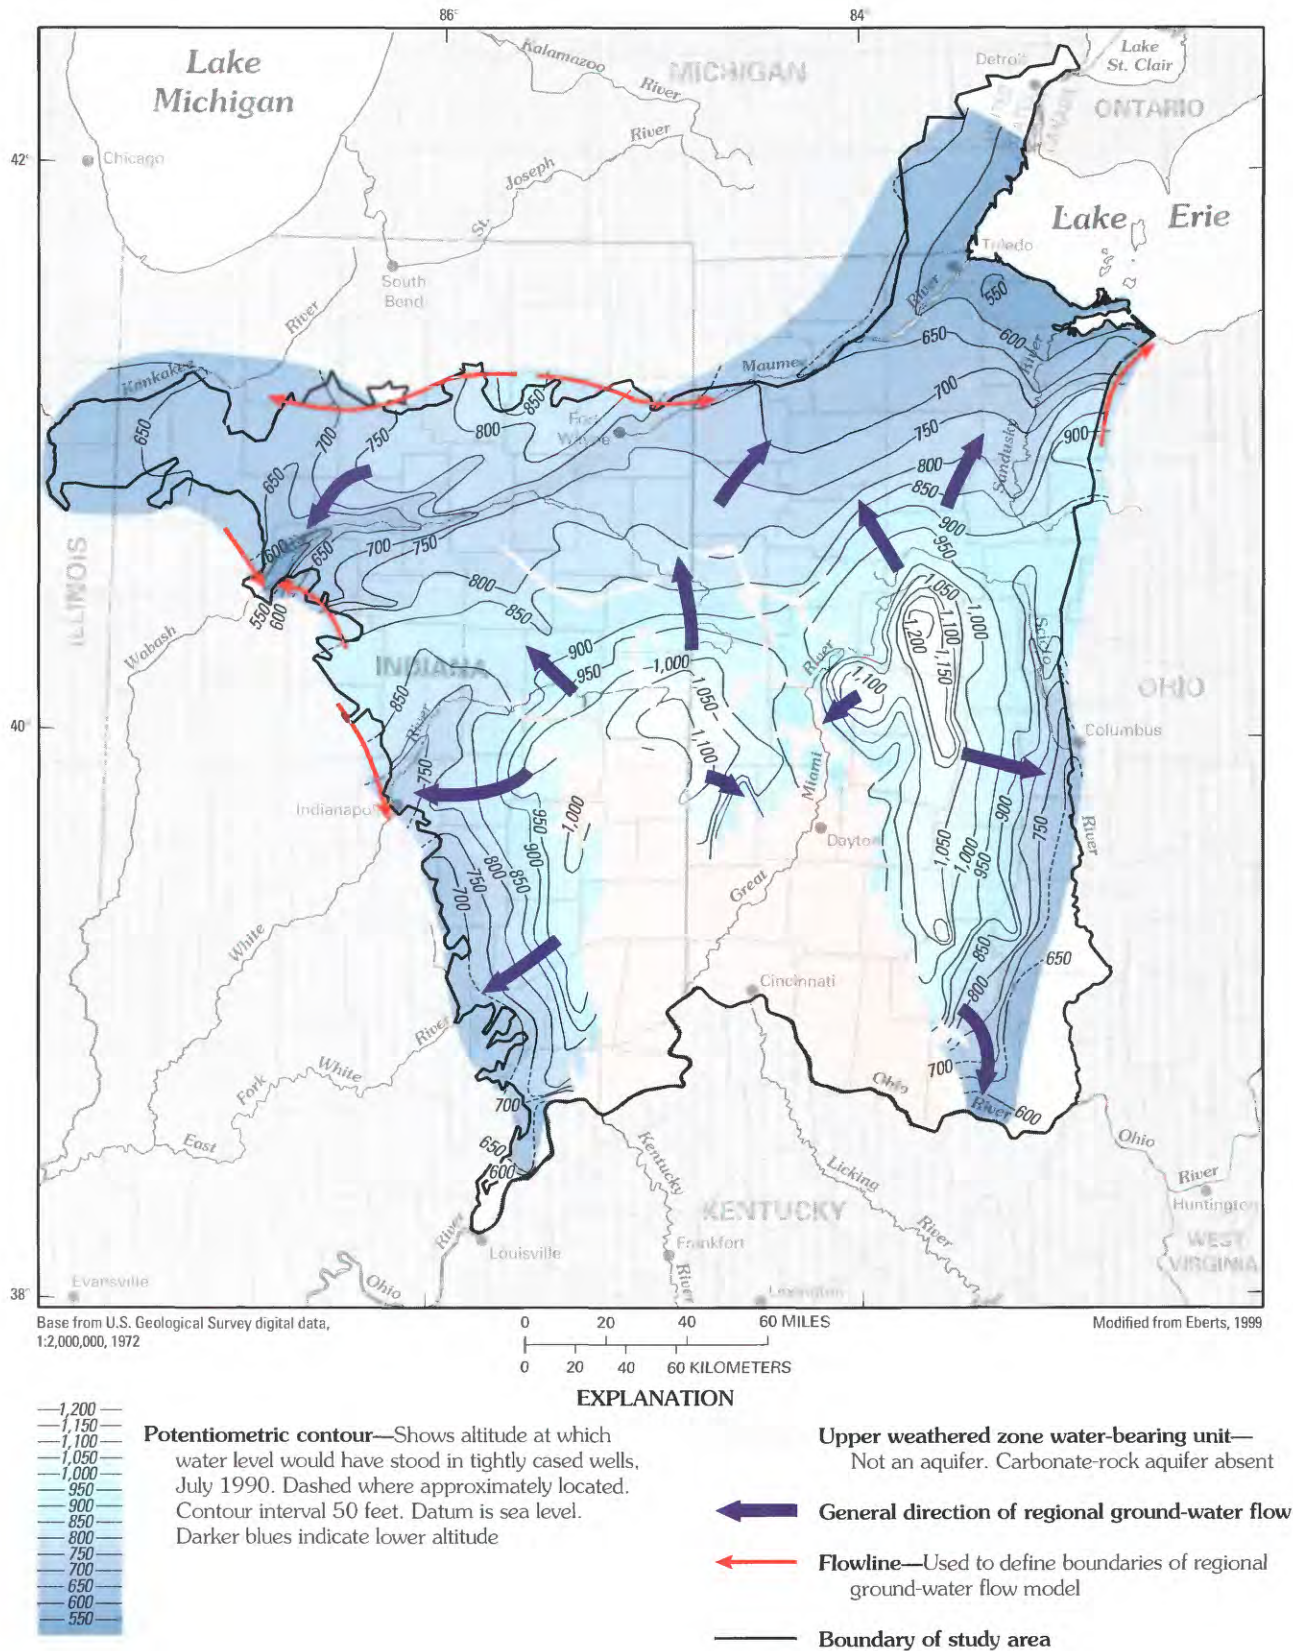 86°
84°
Lake
Michigan
Kalamazoo
River
MICHIGAN
Detroit
Lake
St. Clair
ONTARIO
42°
Chicago
St.
Joseph
River
Lake Erie
Toledo
South
Bend
River
River
550
600
650
River
Kankakee
Maumee
700
750
Sandusky
900
800
850
650
700
750
800
850
Fort
Wayne
650
900
950
600
650
700
750
800
850
550
600
ILLINOIS
Wabash
INDIANA
River
900
950
1,000
1,050
1,100
River
1,100
1,050
1,000
1,100
1,150
1,200
Scioto
OHIO
40°
850
River
750
Columbus
Indianapo
950
1,000
Miami
Dayton
900
750
River
1,050
1,000
950
900
850
800
750
700
Great
White
850
650
800
Cincinnati
River
White
Fork
East
700
Ohio
River
600
700
650
600
Kentucky
River
Licking
River
Ohio
River
Huntington
KENTUCKY
WEST
VIRGINIA
River
Louisville
Frankfort
Evansville
Ohio
38°
Lexington
Base from U.S. Geological Survey digital data,
1:2,000,000, 1972
0 20 40 60 MILES
0 20 40 60 KILOMETERS
Modified from Eberts, 1999
EXPLANATION
1,200
1,150
1,100
1,050
1,000
950
900
850
800
750
700
650
600
550
Potentiometric contour—Shows altitude at which
water level would have stood in tightly cased wells,
July 1990. Dashed where approximately located.
Contour interval 50 feet. Datum is sea level.
Darker blues indicate lower altitude
Upper weathered zone water-bearing unit—
Not an aquifer. Carbonate-rock aquifer absent
General direction of regional ground-water flow
Flowline—Used to define boundaries of regional
ground-water flow model
Boundary of study area